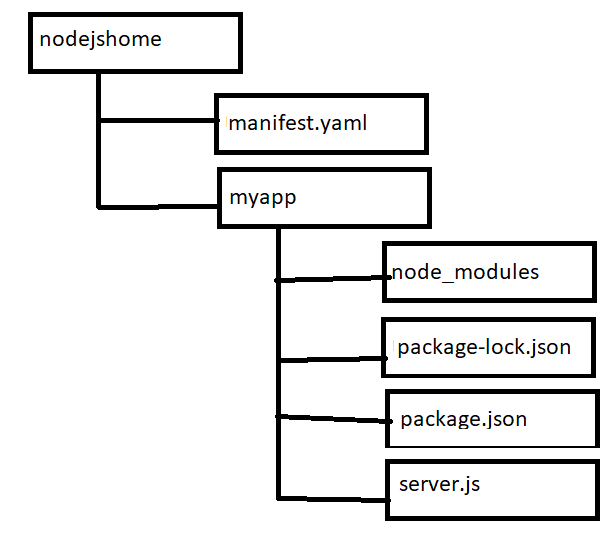 nodejshome
manifest.yaml
myapp
node_modules
package-lock.json
package.json
server.js